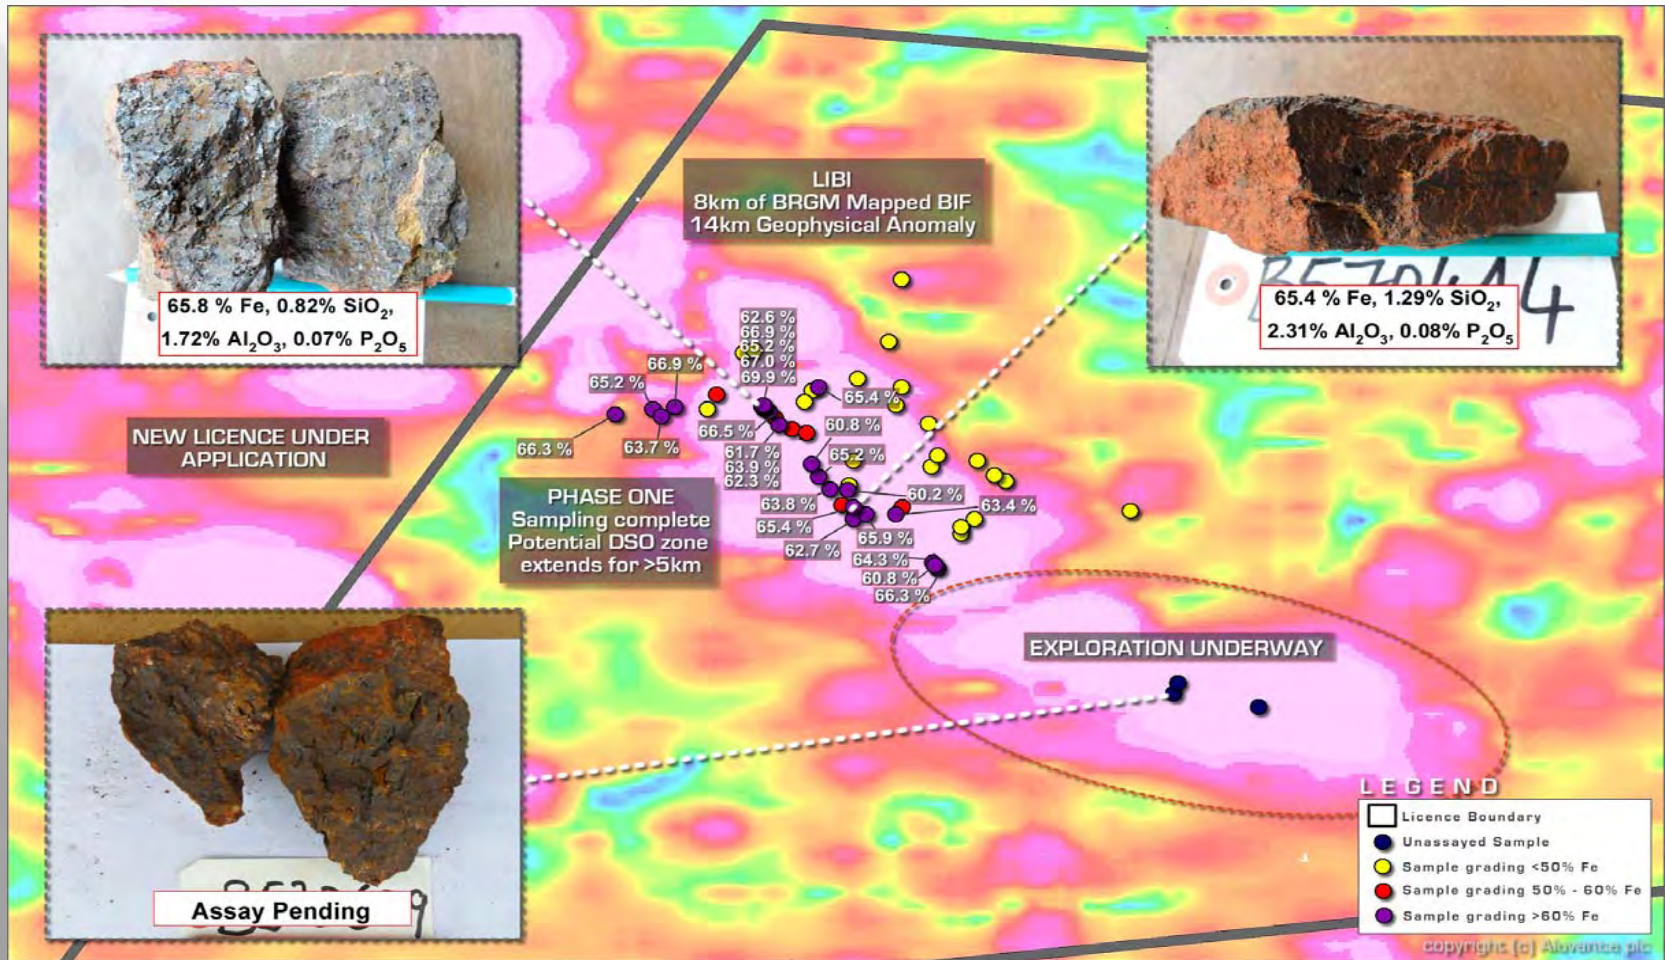 LIBI
8km of BRGM Mapped BIF
14km Geophysical Anomaly
65.8 % Fe, 0.82% SiO₂,
1.72% Al₂O₃, 0.07% P₂O₅
65.4 % Fe, 1.29% SiO₂,
2.31% Al₂O₃, 0.08% P₂O₅
62.6 %
66.9 %
65.2 %
67.0 %
69.9 %
66.9 %
65.2 %
65.4 %
66.5 %
60.8 %
66.3 %
63.7 %
61.7 %
63.9 %
62.3 %
65.2 %
NEW LICENCE UNDER
APPLICATION
PHASE ONE
Sampling complete
Potential DSO zone
extends for >5km
63.8 %
60.2 %
63.4 %
65.4 %
65.9 %
62.7 %
64.3 %
60.8 %
66.3 %
EXPLORATION UNDERWAY
Assay Pending
LEGEND
Licence Boundary
Unassayed Sample
Sample grading <50% Fe
Sample grading 50% - 60% Fe
Sample grading >60% Fe
copyright (c) Aluvance plc